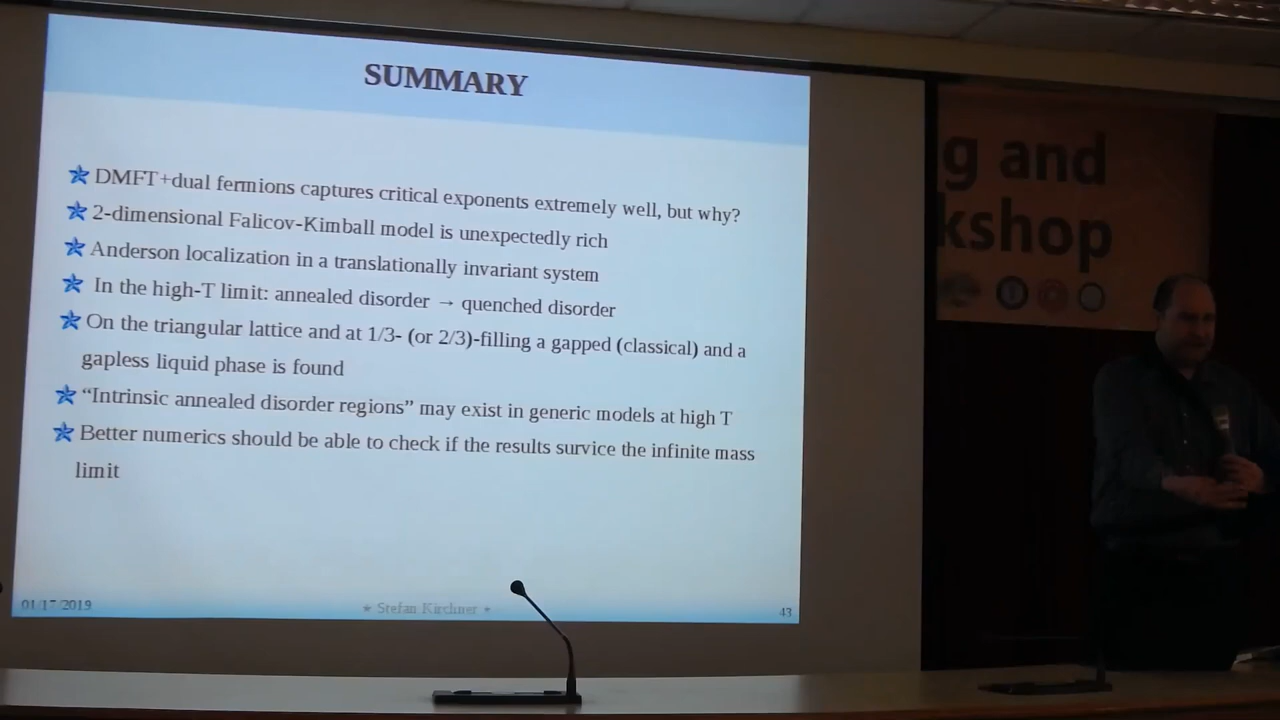 SUMMARY
DMFT+dual fermions captures critical exponents extremely well, but why?
2-dimensional Falicov-Kimball model is unexpectedly rich
Anderson localization in a translationally invariant system
In the high-T limit: annealed disorder → quenched disorder
On the triangular lattice and at 1/3- (or 2/3)-filling a gapped (classical) and a
gapless liquid phase is found
“Intrinsic annealed disorder regions” may exist in generic models at high T
Better numerics should be able to check if the results survice the infinite mass
limit
01/17/2019
★ Stefan Kirchner ★
43
g and
kshop